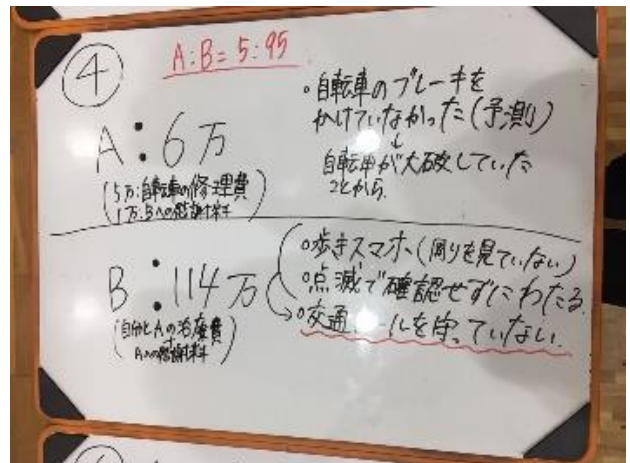 ④
A:B=5:95
A:6万
(5万:自転車の修理費
1万:Bへの慰謝料)
・自転車のブレーキを
かけていなかった(予測)
↓
自転車が大破していた
ことから。
B:114万
(自分とAの治療費
+
Aへの慰謝料)
○歩きスマホ(周りを見ていない)
○点滅で確認せずにわたる
→○交通ルールを守っていない。